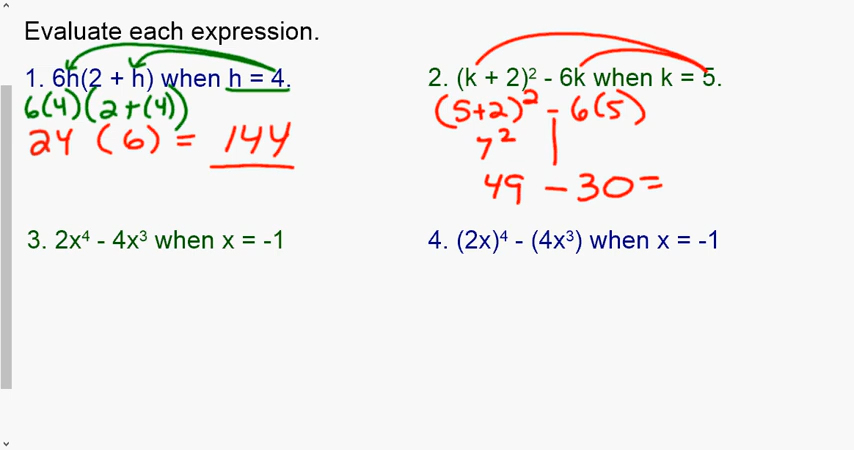 Evaluate each expression.
1. 6h(2 + h) when h = 4.
6(4)(2+(4))
24 (6) = 144
2. (k + 2)² - 6k when k = 5.
(5+2)² - 6(5)
7²
49 - 30 =
3. 2x⁴ - 4x³ when x = -1
4. (2x)⁴ - (4x³) when x = -1